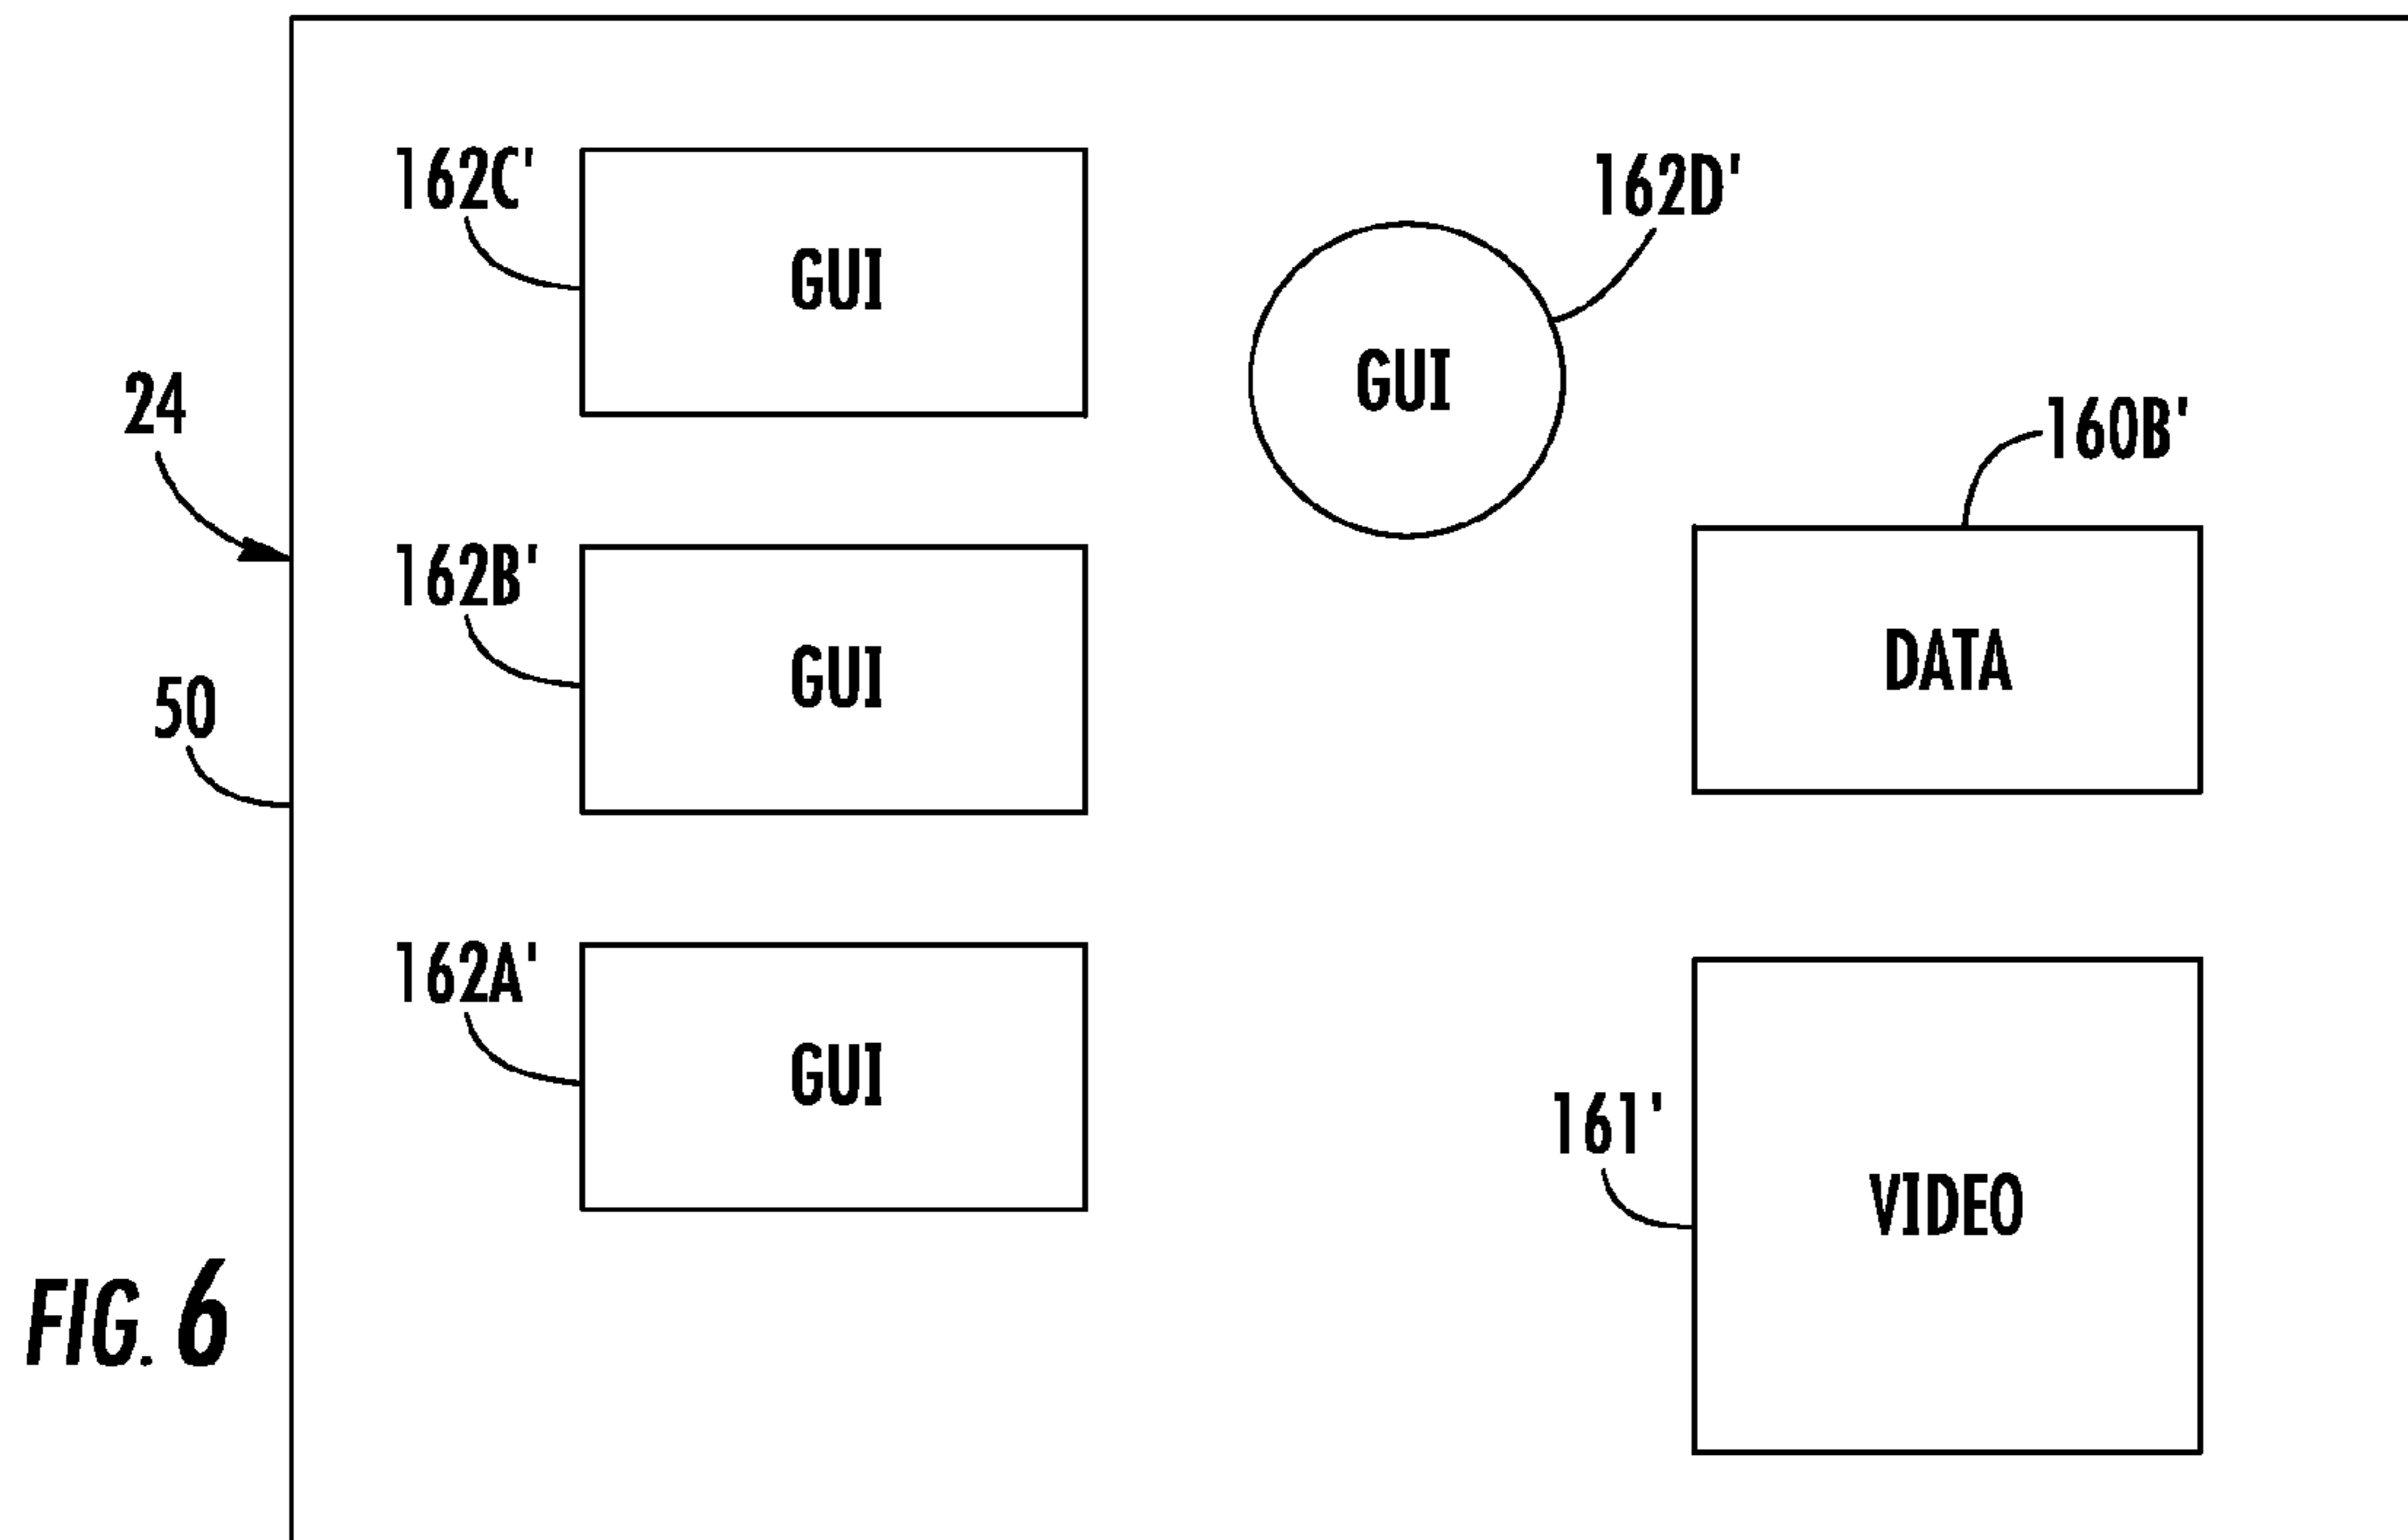 162C'
GUI
162D'
GUI
24
160B'
162B'
GUI
DATA
50
162A'
GUI
161'
VIDEO
FIG. 6